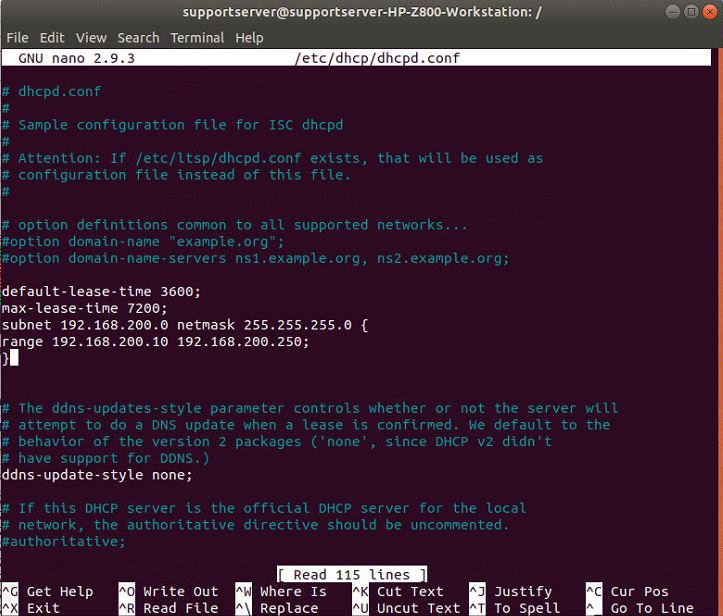 supportserver@supportserver-HP-Z800-Workstation: /
File Edit View Search Terminal Help
GNU nano 2.9.3 /etc/dhcp/dhcpd.conf
# dhcpd.conf
#
# Sample configuration file for ISC dhcpd
#
# Attention: If /etc/ltsp/dhcpd.conf exists, that will be used as
# configuration file instead of this file.
#
# option definitions common to all supported networks...
#option domain-name "example.org";
#option domain-name-servers ns1.example.org, ns2.example.org;
default-lease-time 3600;
max-lease-time 7200;
subnet 192.168.200.0 netmask 255.255.255.0 {
range 192.168.200.10 192.168.200.250;
}
# The ddns-updates-style parameter controls whether or not the server will
# attempt to do a DNS update when a lease is confirmed. We default to the
# behavior of the version 2 packages ('none', since DHCP v2 didn't
# have support for DDNS.)
ddns-update-style none;
# If this DHCP server is the official DHCP server for the local
# network, the authoritative directive should be uncommented.
#authoritative;
[ Read 115 lines ]
^G Get Help ^O Write Out ^W Where Is ^K Cut Text ^J Justify ^C Cur Pos
^X Exit ^R Read File ^\ Replace ^U Uncut Text ^T To Spell ^_ Go To Line